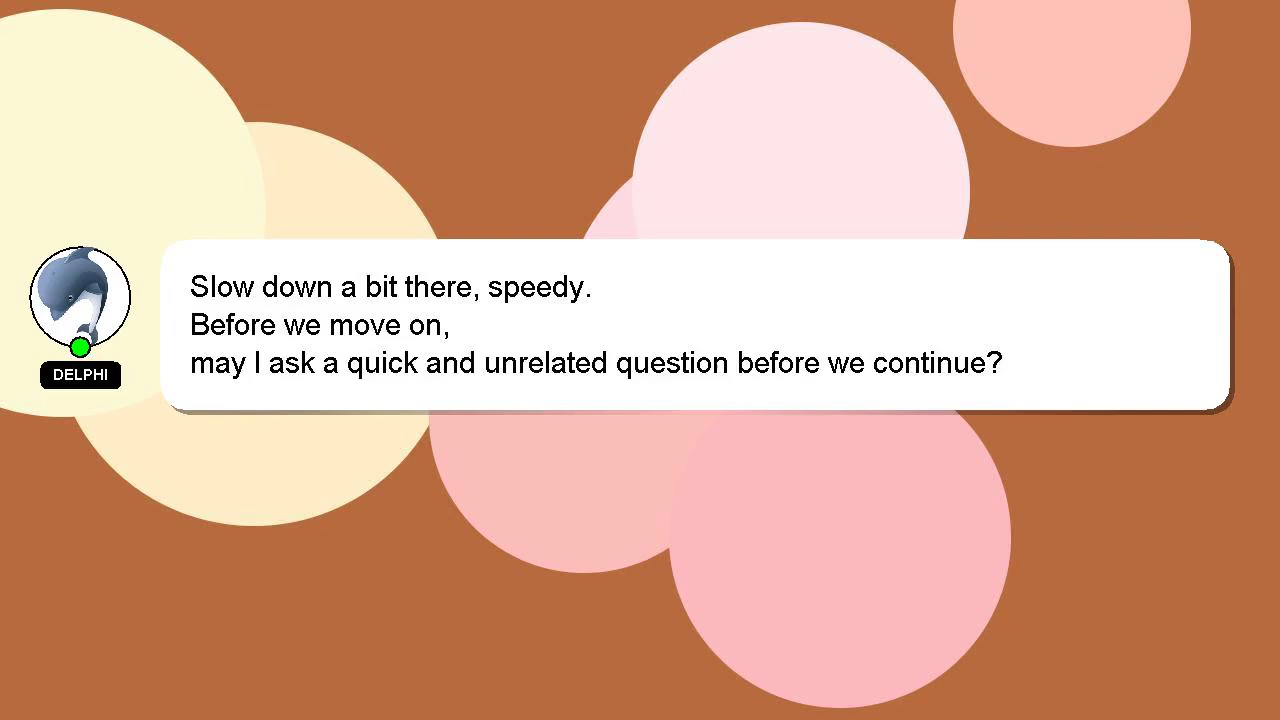 Slow down a bit there, speedy.
Before we move on,
may I ask a quick and unrelated question before we continue?
DELPHI